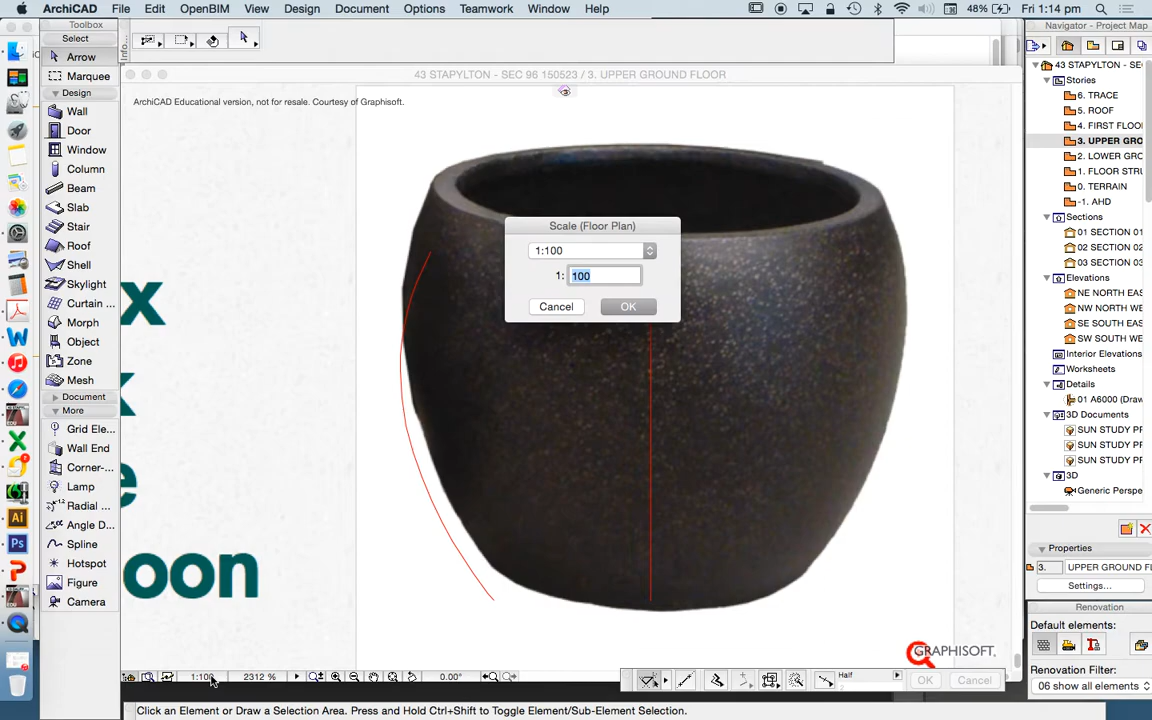 ArchiCAD File Edit OpenBIM View Design Document Options Teamwork Window Help 48% Fri 1:14 pm
Toolbox
Select
Arrow
Marquee
Design
Wall
Door
Window
Column
Beam
Slab
Stair
Roof
Shell
Skylight
Curtain ...
Morph
Object
Zone
Mesh
Document
More
Grid Ele...
Wall End
Corner-...
Lamp
Radial ...
Angle D...
Spline
Hotspot
Figure
Camera
Info...
43 STAPYLTON - SEC 96 150523 / 3. UPPER GROUND FLOOR
ArchiCAD Educational version, not for resale. Courtesy of Graphisoft.
x
oon
Scale (Floor Plan)
1:100
1: 100
Cancel OK
GRAPHISOFT.
1:100 2312 % 0.00°
Half
OK Cancel
Click an Element or Draw a Selection Area. Press and Hold Ctrl+Shift to Toggle Element/Sub-Element Selection.
Navigator - Project Map
43 STAPYLTON - SE
Stories
6. TRACE
5. ROOF
4. FIRST FLOO
3. UPPER GRO
2. LOWER GRO
1. FLOOR STRU
0. TERRAIN
-1. AHD
Sections
01 SECTION 01
02 SECTION 02
03 SECTION 03
Elevations
NE NORTH EAS
NW NORTH WE
SE SOUTH EAS
SW SOUTH WE
Interior Elevations
Worksheets
Details
01 A6000 (Draw
3D Documents
SUN STUDY PF
SUN STUDY PF
SUN STUDY PF
3D
Generic Perspe
Properties
3. UPPER GROUND FL
Settings...
Renovation
Default elements:
Renovation Filter:
06 show all elements